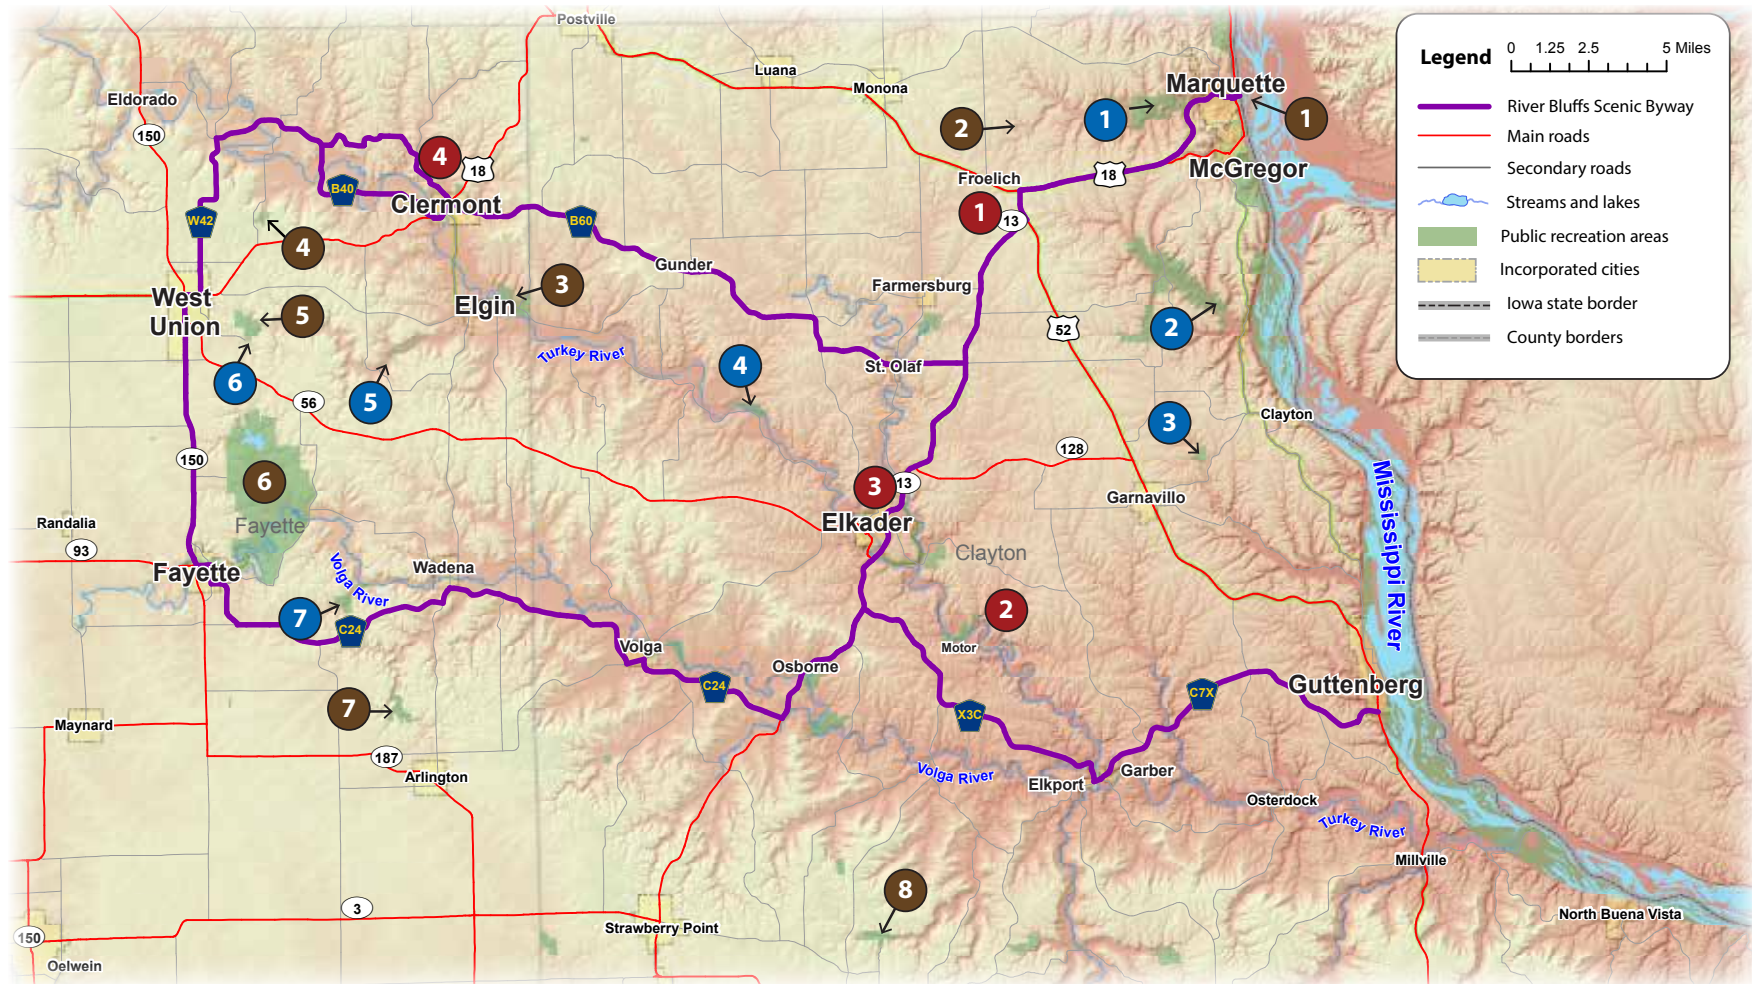 Postville
Luana
Monona
Eldorado
150
Marquette
1
1
2
McGregor
4
18
B40
Clermont
W42
B60
Froelich
18
1
13
4
Gunder
3
Farmersburg
Elgin
West
Union
5
Turkey River
52
2
6
4
St. Olaf
5
56
Clayton
3
128
150
6
3
13
Garnavillo
Mississippi River
Fayette
Randalia
93
Elkader
Clayton
Fayette
Volga River
Wadena
7
C24
2
Motor
Volga
Osborne
C24
7
X3C
C7X
Guttenberg
Maynard
187
Arlington
Volga River
Elkport
Garber
Osterdock
Turkey River
Millville
8
3
Strawberry Point
North Buena Vista
150
Oelwein
Legend
0 1.25 2.5 5 Miles
River Bluffs Scenic Byway
Main roads
Secondary roads
Streams and lakes
Public recreation areas
Incorporated cities
Iowa state border
County borders